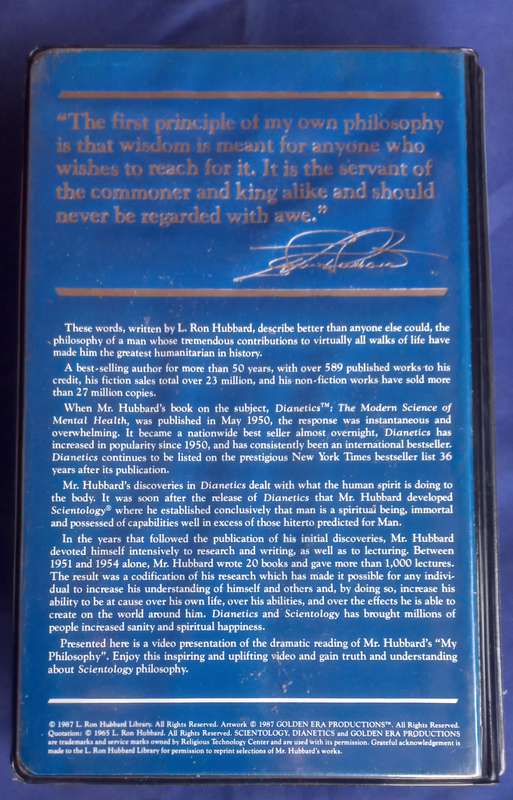 “The first principle of my own philosophy
is that wisdom is meant for anyone who
wishes to reach for it. It is the servant of
the commoner and king alike and should
never be regarded with awe.”
These words, written by L. Ron Hubbard, describe better than anyone else could, the
philosophy of a man whose tremendous contributions to virtually all walks of life have
made him the greatest humanitarian in history.
A best-selling author for more than 50 years, with over 589 published works to his
credit, his fiction sales total over 23 million, and his non-fiction works have sold more
than 27 million copies.
When Mr. Hubbard’s book on the subject, Dianetics™: The Modern Science of
Mental Health, was published in May 1950, the response was instantaneous and
overwhelming. It became a nationwide best seller almost overnight, Dianetics has
increased in popularity since 1950, and has consistently been an international bestseller.
Dianetics continues to be listed on the prestigious New York Times bestseller list 36
years after its publication.
Mr. Hubbard’s discoveries in Dianetics dealt with what the human spirit is doing to
the body. It was soon after the release of Dianetics that Mr. Hubbard developed
Scientology® where he established conclusively that man is a spiritual being, immortal
and possessed of capabilities well in excess of those hiterto predicted for Man.
In the years that followed the publication of his initial discoveries, Mr. Hubbard
devoted himself intensively to research and writing, as well as to lecturing. Between
1951 and 1954 alone, Mr. Hubbard wrote 20 books and gave more than 1,000 lectures.
The result was a codification of his research which has made it possible for any indivi-
dual to increase his understanding of himself and others and, by doing so, increase his
ability to be at cause over his own life, over his abilities, and over the effects he is able to
create on the world around him. Dianetics and Scientology has brought millions of
people increased sanity and spiritual happiness.
Presented here is a video presentation of the dramatic reading of Mr. Hubbard’s “My
Philosophy”. Enjoy this inspiring and uplifting video and gain truth and understanding
about Scientology philosophy.
© 1987 L. Ron Hubbard Library. All Rights Reserved. Artwork © 1987 GOLDEN ERA PRODUCTIONS™. All Rights Reserved.
Quotation: © 1965 L. Ron Hubbard. All Rights Reserved. SCIENTOLOGY, DIANETICS and GOLDEN ERA PRODUCTIONS
are trademarks and service marks owned by Religious Technology Center and are used with its permission. Grateful acknowledgement is
made to the L. Ron Hubbard Library for permission to reprint selections of Mr. Hubbard’s works.